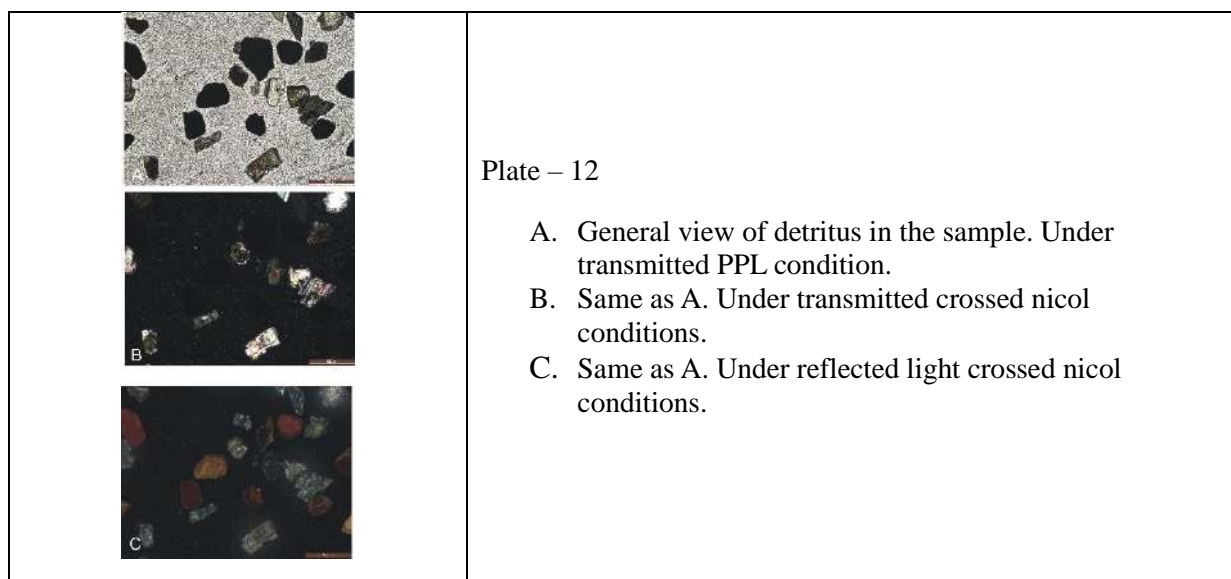 A
B
C
Plate – 12
A. General view of detritus in the sample. Under
transmitted PPL condition.
B. Same as A. Under transmitted crossed nicol
conditions.
C. Same as A. Under reflected light crossed nicol
conditions.